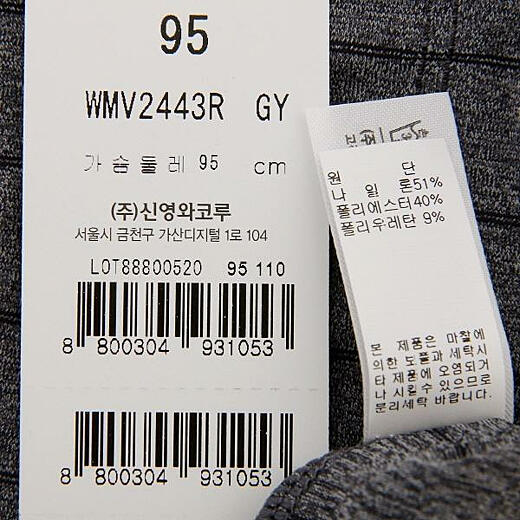 95
WMV2443R GY
가슴둘레 95 cm
(주)신영와코루
서울시 금천구 가산디지털 1로 104
LOT88800520 95 110
8 800304 931053
8 800304 931053
원 단
나 일 론51%
폴리에스터40%
폴리우레탄 9%
본 제품은 마찰에
의한 도플과 세탁시
타 제품에 오염되거
나 시킬수 있으므로
분리세탁 바랍니다.